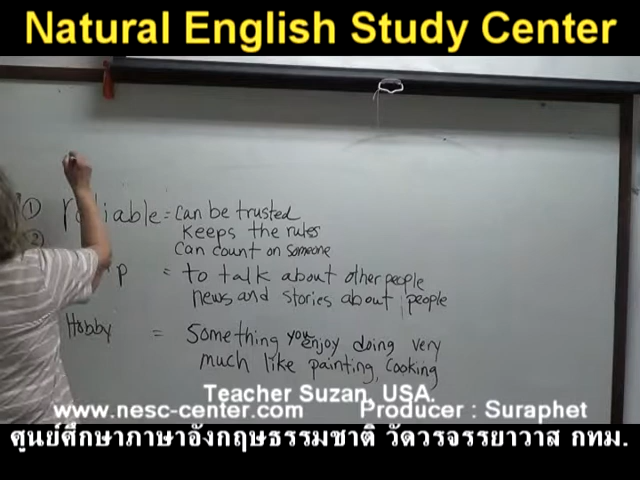 Natural English Study Center
① reliable = can be trusted
keeps the rules
② can count on someone
p = to talk about other people
news and stories about people
Hobby = Something you enjoy doing very
much like painting, cooking
Teacher Suzan, USA.
www.nesc-center.com Producer : Suraphet
ศูนย์ศึกษาภาษาอังกฤษธรรมชาติ วัดวรจรรยาวาส กทม.